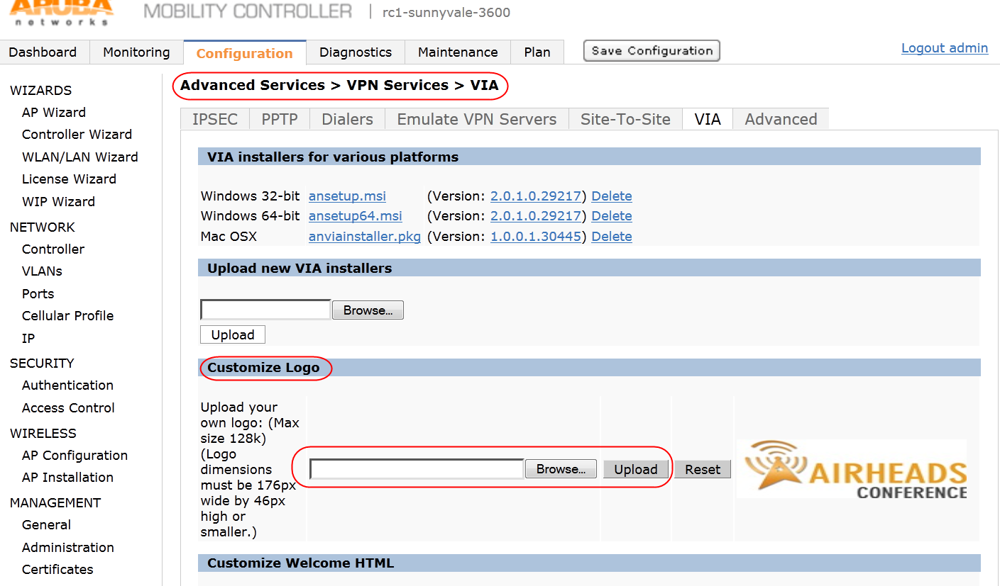 ARUBA
networks
MOBILITY CONTROLLER | rc1-sunnyvale-3600
Dashboard Monitoring Configuration Diagnostics Maintenance Plan Save Configuration Logout admin
WIZARDS
AP Wizard
Controller Wizard
WLAN/LAN Wizard
License Wizard
WIP Wizard
NETWORK
Controller
VLANs
Ports
Cellular Profile
IP
SECURITY
Authentication
Access Control
WIRELESS
AP Configuration
AP Installation
MANAGEMENT
General
Administration
Certificates
Advanced Services > VPN Services > VIA
IPSEC PPTP Dialers Emulate VPN Servers Site-To-Site VIA Advanced
VIA installers for various platforms
Windows 32-bit ansetup.msi (Version: 2.0.1.0.29217) Delete
Windows 64-bit ansetup64.msi (Version: 2.0.1.0.29217) Delete
Mac OSX anviainstaller.pkg (Version: 1.0.0.1.30445) Delete
Upload new VIA installers
Browse...
Upload
Customize Logo
Upload your
own logo: (Max
size 128k)
(Logo
dimensions
must be 176px
wide by 46px
high or
smaller.)
Browse... Upload Reset
AIRHEADS
CONFERENCE
Customize Welcome HTML